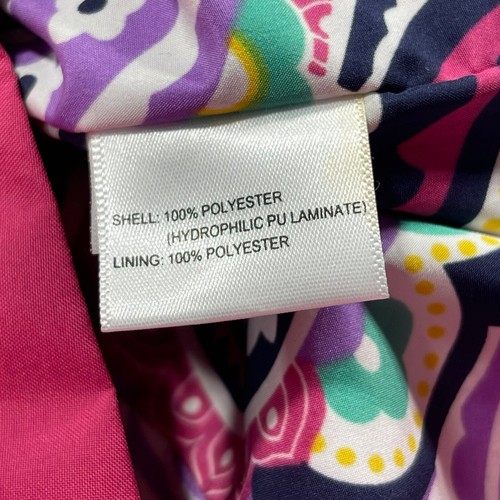 SHELL: 100% POLYESTER
(HYDROPHILIC PU LAMINATE)
LINING: 100% POLYESTER